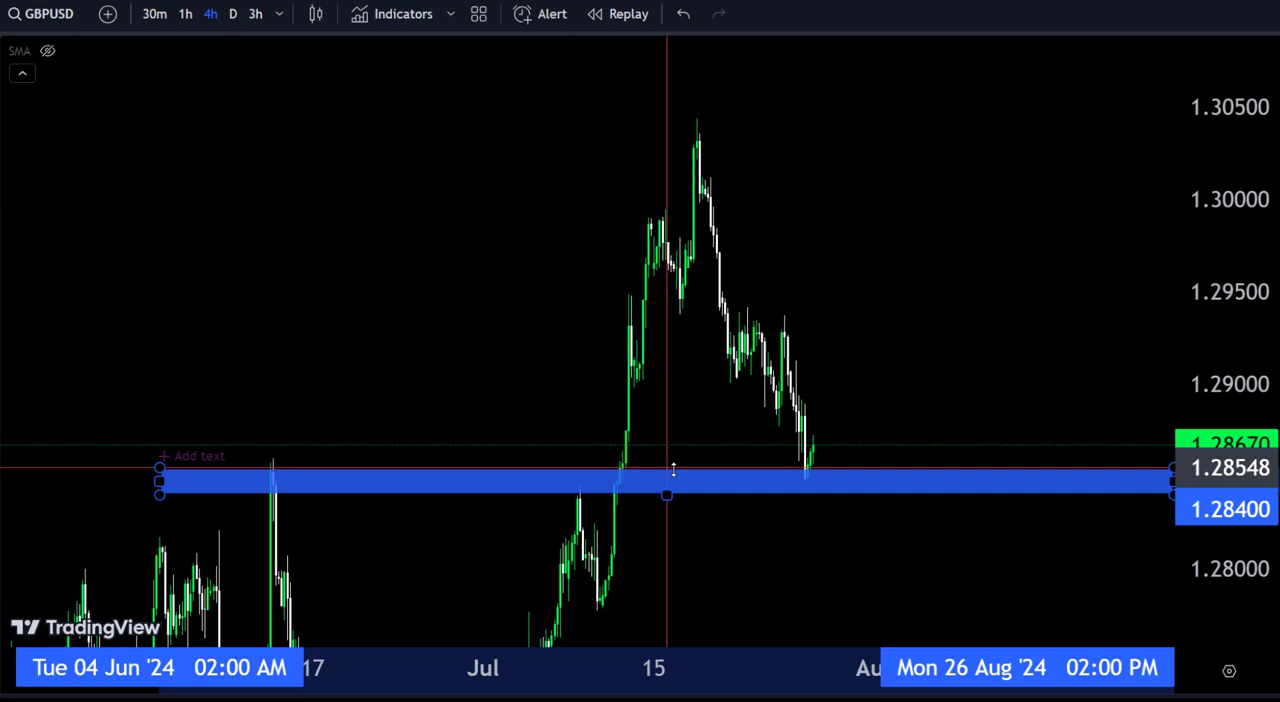 GBPUSD 30m 1h 4h D 3h Indicators Alert Replay
SMA
1.30500
1.30000
1.29500
1.29000
1.28670
+ Add text
1.28548
1.28400
1.28000
TradingView
Tue 04 Jun '24 02:00 AM 17 Jul 15 Au Mon 26 Aug '24 02:00 PM